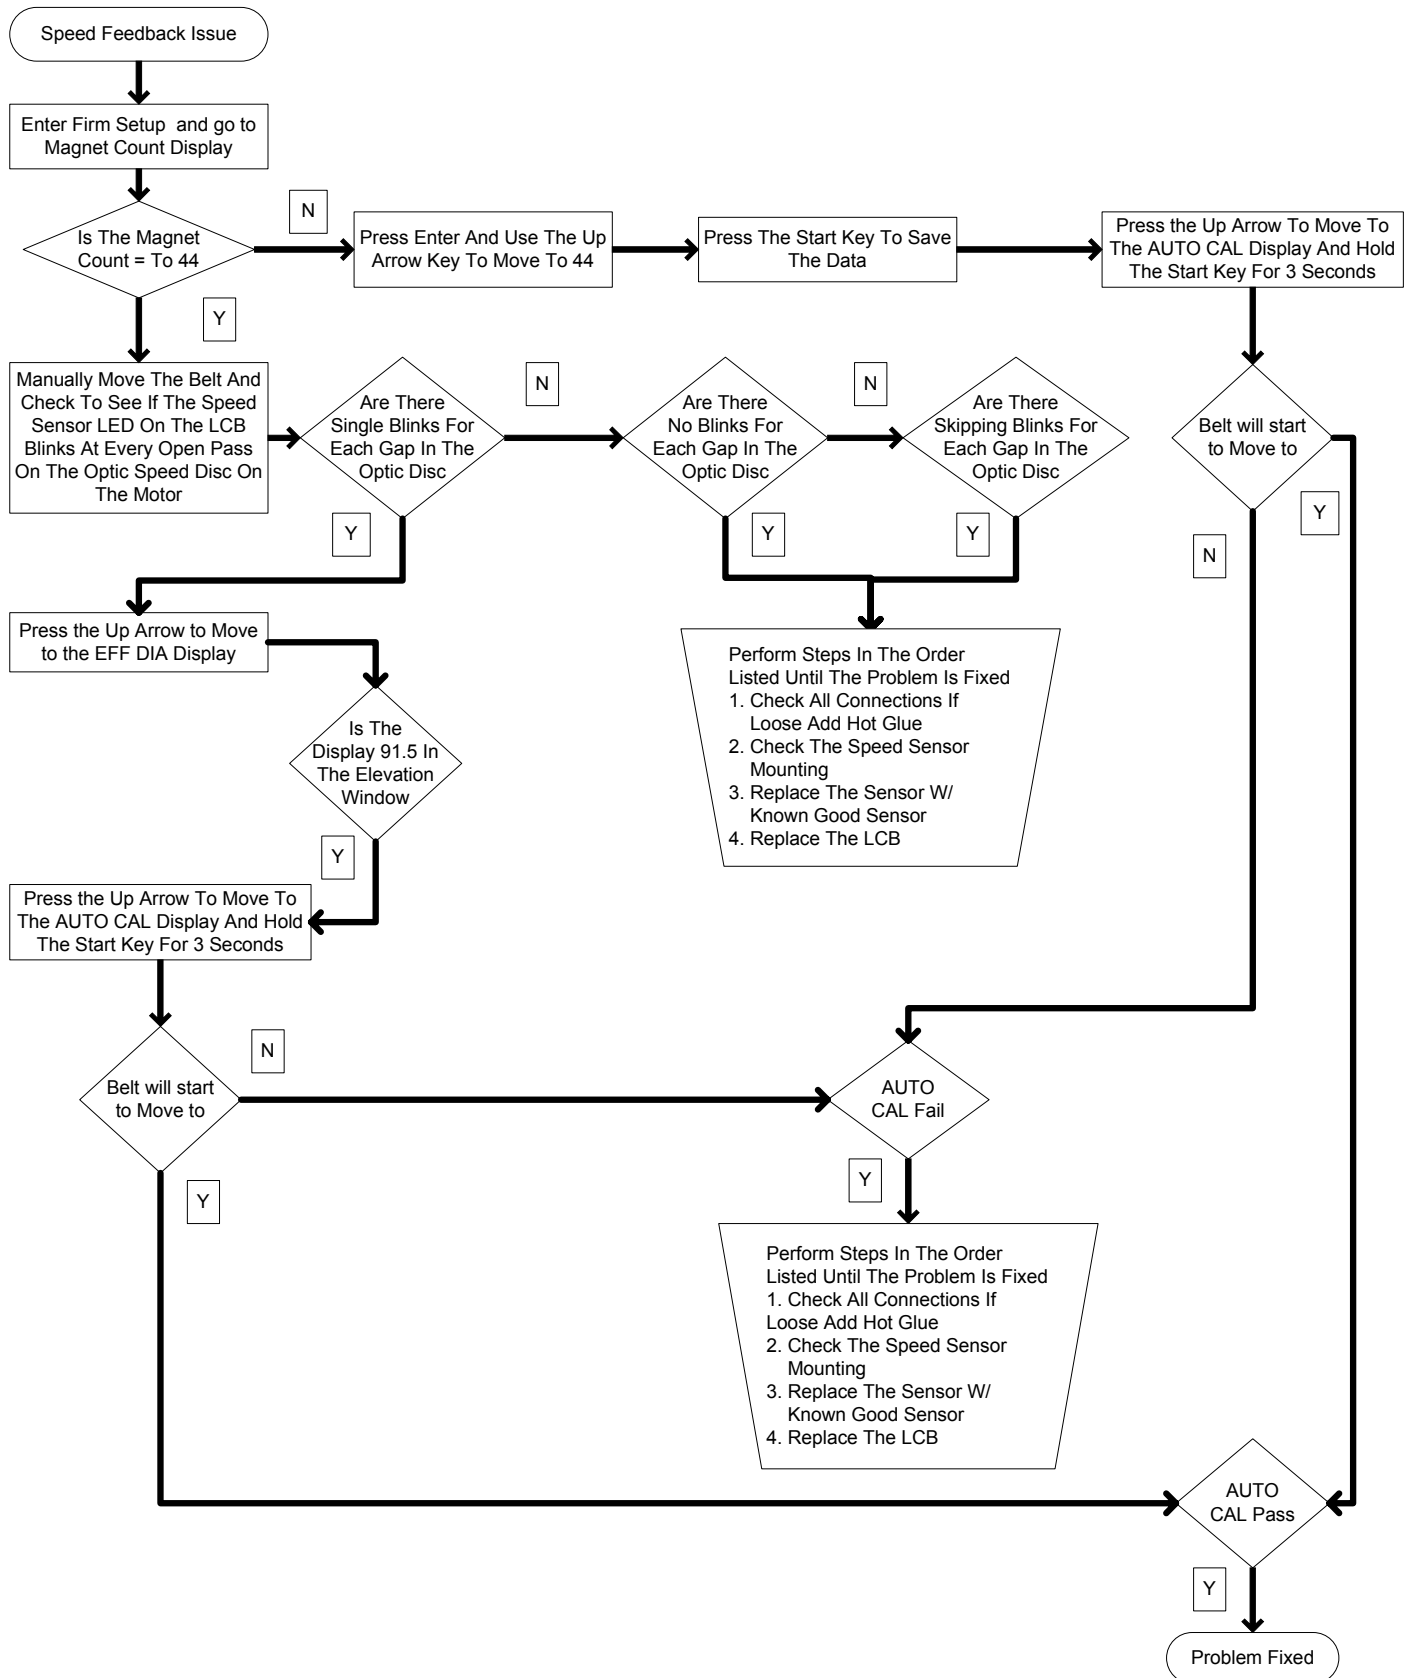 Speed Feedback Issue
Enter Firm Setup and go to
Magnet Count Display
Is The Magnet
Count = To 44
N
Press Enter And Use The Up
Arrow Key To Move To 44
Press The Start Key To Save
The Data
Press the Up Arrow To Move To
The AUTO CAL Display And Hold
The Start Key For 3 Seconds
Y
Manually Move The Belt And
Check To See If The Speed
Sensor LED On The LCB
Blinks At Every Open Pass
On The Optic Speed Disc On
The Motor
Are There
Single Blinks For
Each Gap In The
Optic Disc
N
Are There
No Blinks For
Each Gap In The
Optic Disc
N
Are There
Skipping Blinks For
Each Gap In The
Optic Disc
Belt will start
to Move to
Y
Y
Y
N
Y
Press the Up Arrow to Move
to the EFF DIA Display
Is The
Display 91.5 In
The Elevation
Window
Y
Perform Steps In The Order
Listed Until The Problem Is Fixed
1. Check All Connections If
Loose Add Hot Glue
2. Check The Speed Sensor
Mounting
3. Replace The Sensor W/
Known Good Sensor
4. Replace The LCB
Press the Up Arrow To Move To
The AUTO CAL Display And Hold
The Start Key For 3 Seconds
Belt will start
to Move to
N
Y
AUTO
CAL Fail
Y
Perform Steps In The Order
Listed Until The Problem Is Fixed
1. Check All Connections If
Loose Add Hot Glue
2. Check The Speed Sensor
Mounting
3. Replace The Sensor W/
Known Good Sensor
4. Replace The LCB
AUTO
CAL Pass
Y
Problem Fixed